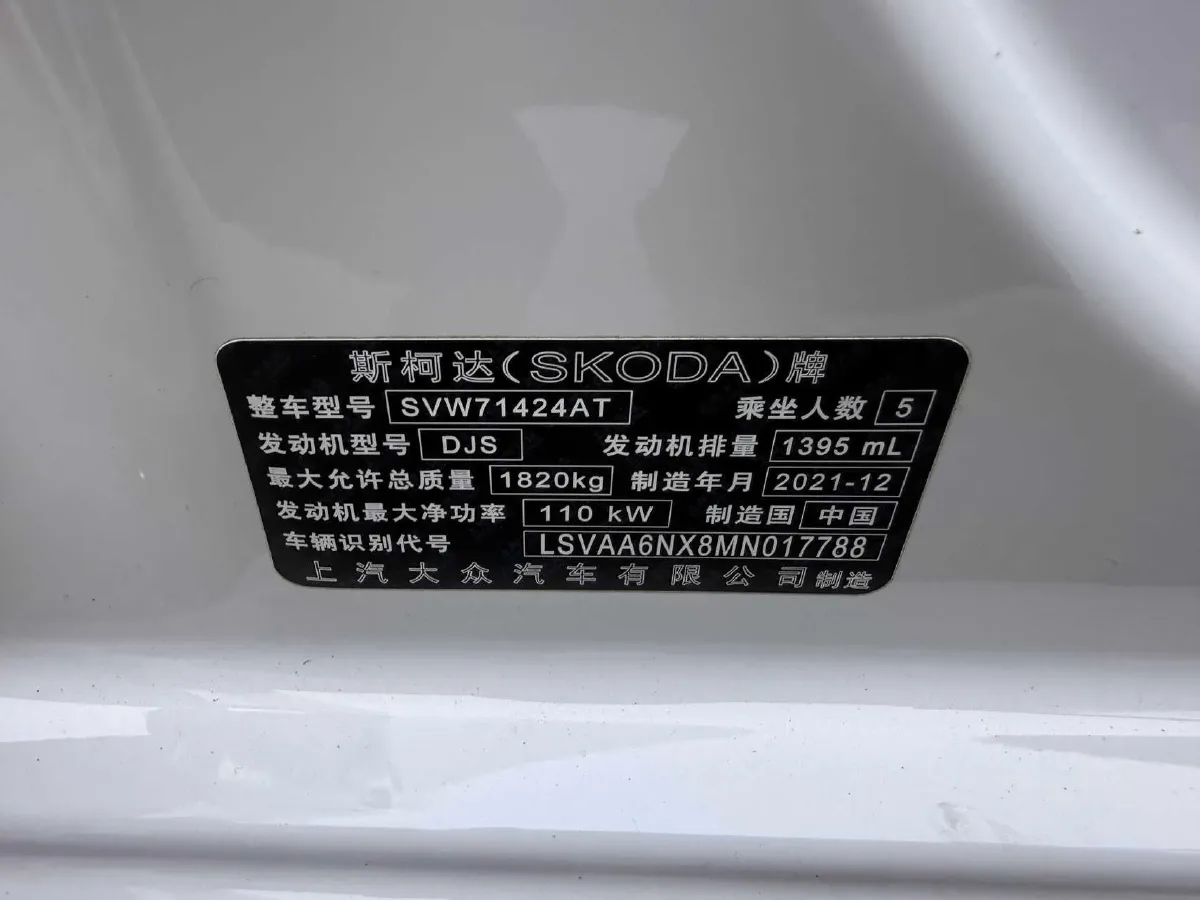 斯柯达(SKODA)牌
整车型号 SVW71424AT 乘坐人数 5
发动机型号 DJS 发动机排量 1395 mL
最大允许总质量 1820kg 制造年月 2021-12
发动机最大净功率 110 kW 制造国 中国
车辆识别代号 LSVAA6NX8MN017788
上汽大众汽车有限公司制造